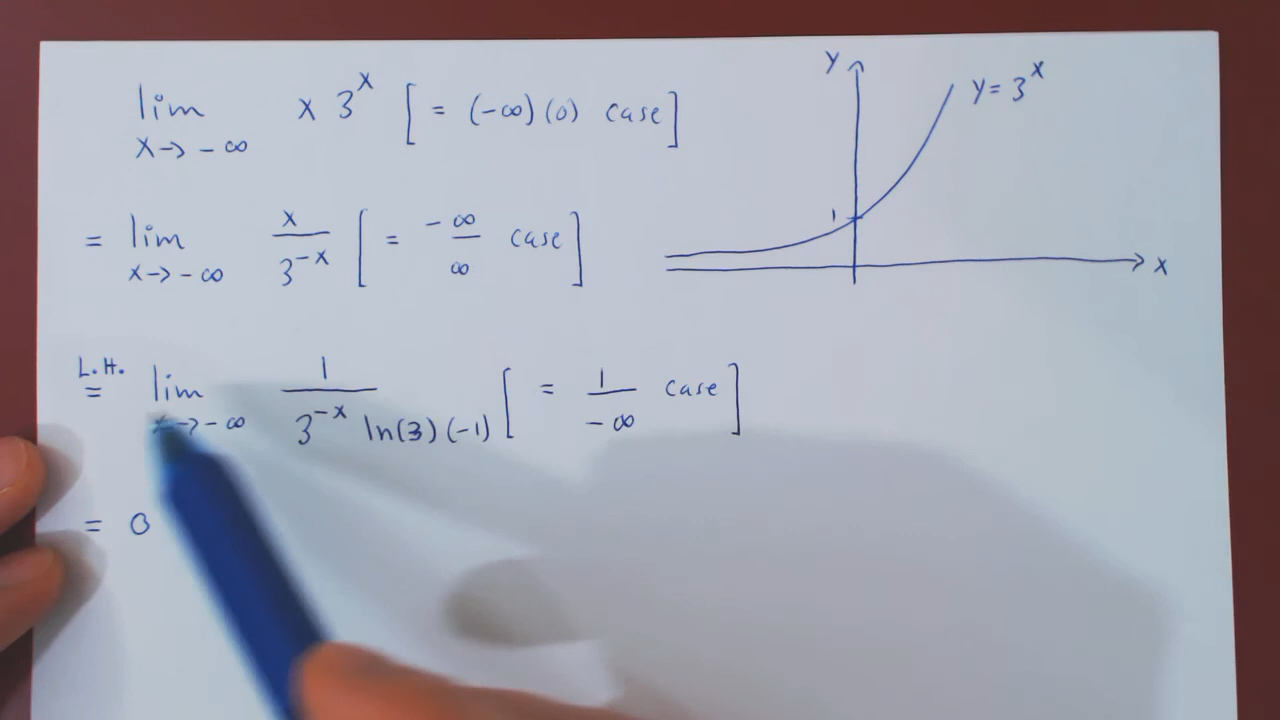 lim x 3^x [ = (-∞)(0) case ]
x→ -∞
y
y = 3^x
1
x
= lim x/3^-x [ = -∞/∞ case ]
x→ -∞
L.H.
= lim 1/(3^-x ln(3)(-1)) [ = 1/-∞ case ]
x→ -∞
= 0